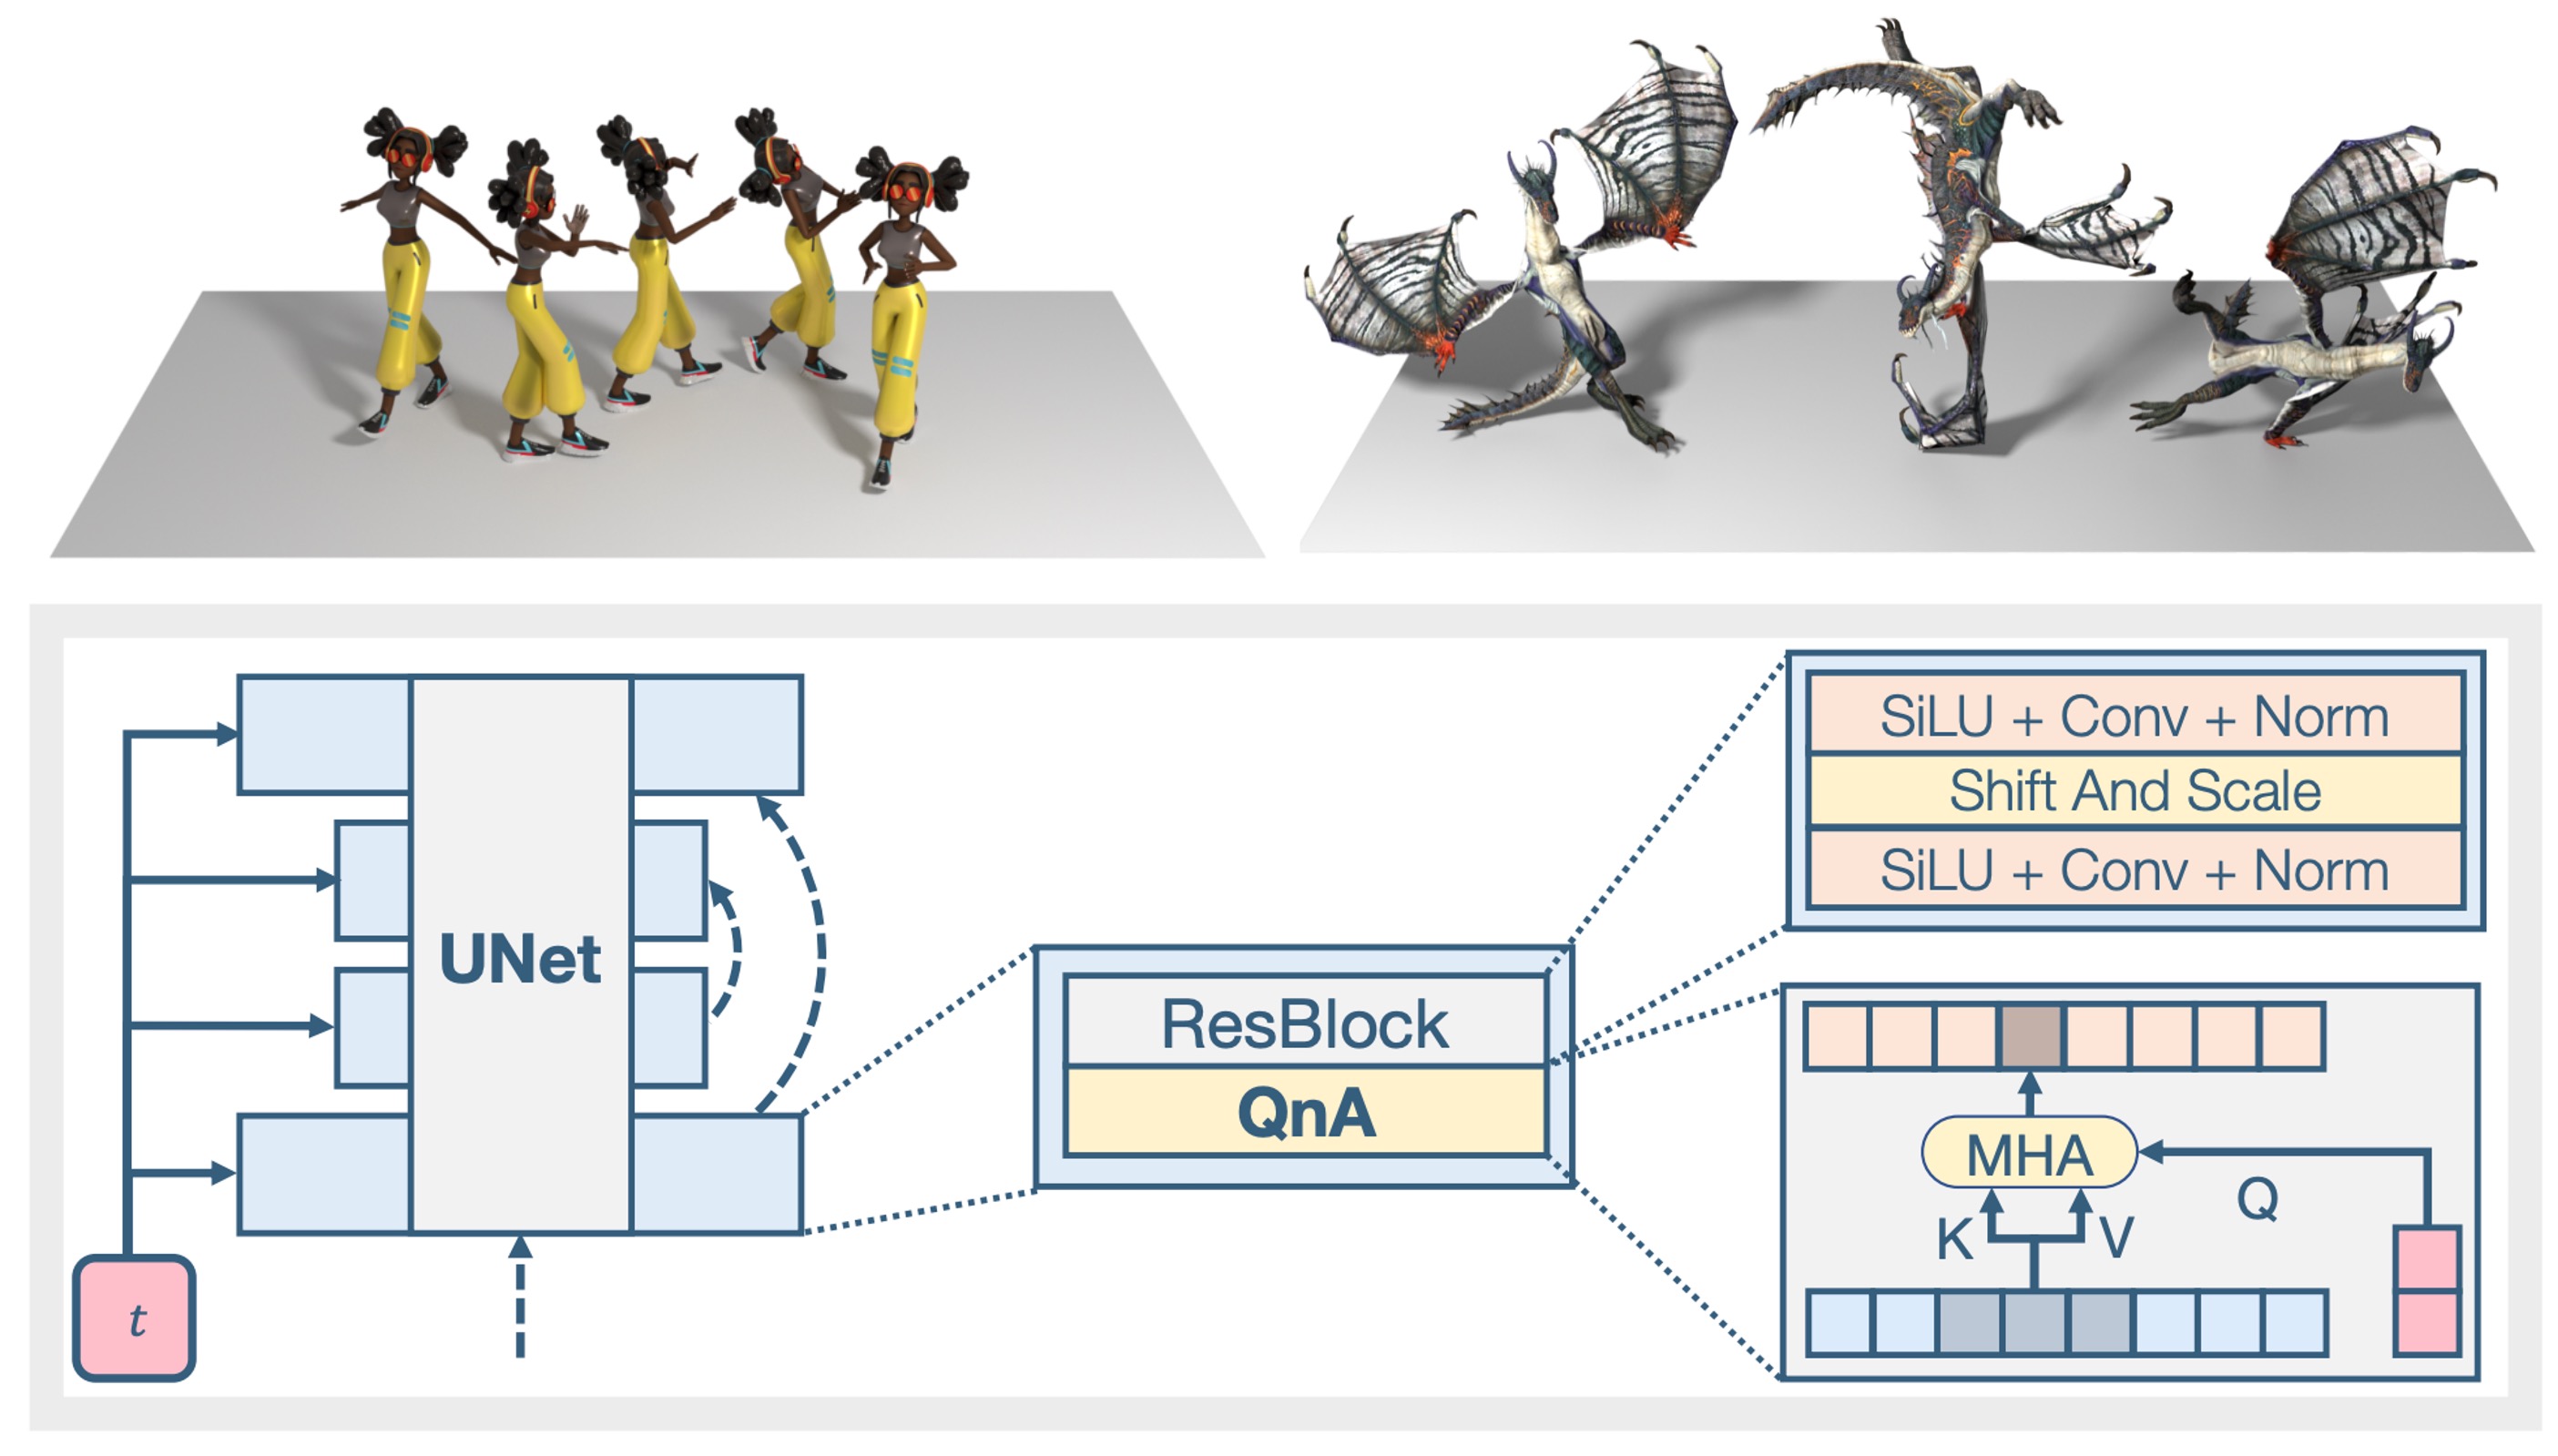 UNet
t
ResBlock
QnA
SiLU + Conv + Norm
Shift And Scale
SiLU + Conv + Norm
MHA
Q
K
V